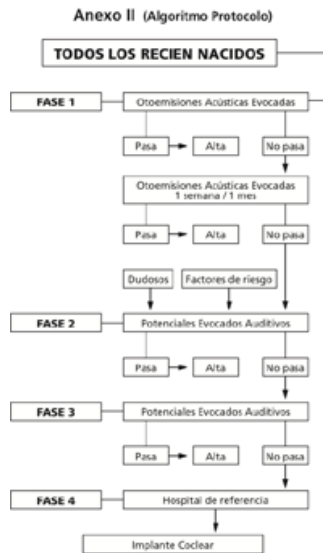 Anexo II (Algoritmo Protocolo)
TODOS LOS RECIEN NACIDOS
FASE 1
Otoemisiones Acústicas Evocadas
Pasa
Alta
No pasa
Otoemisiones Acústicas Evocadas
1 semana / 1 mes
Pasa
Alta
No pasa
Dudosos
Factores de riesgo
FASE 2
Potenciales Evocados Auditivos
Pasa
Alta
No pasa
FASE 3
Potenciales Evocados Auditivos
Pasa
Alta
No pasa
FASE 4
Hospital de referencia
Implante Coclear